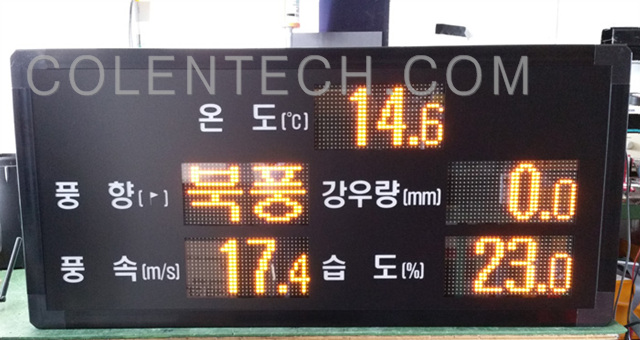 COLENTECH.COM
온 도(℃) 14.6
풍 향(▶) 북풍 강우량(mm) 0.0
풍 속(m/s) 17.4 습 도(%) 23.0